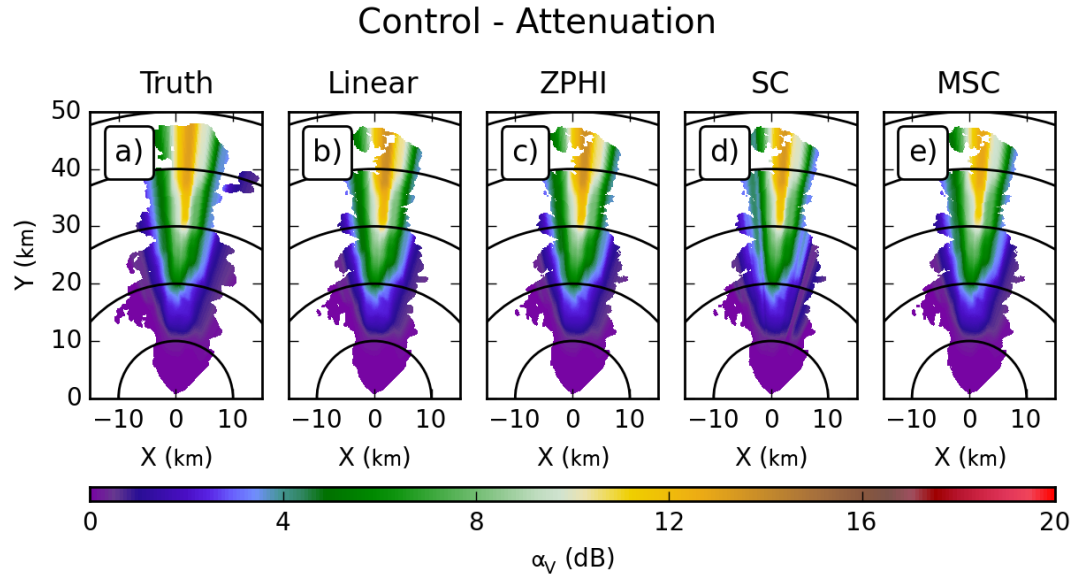 Control - Attenuation
Truth Linear ZPHI SC MSC
a) b) c) d) e)
50
40
30
20
10
0
Y (km)
−10 0 10 −10 0 10 −10 0 10 −10 0 10 −10 0 10
X (km) X (km) X (km) X (km) X (km)
0 4 8 12 16 20
αV (dB)